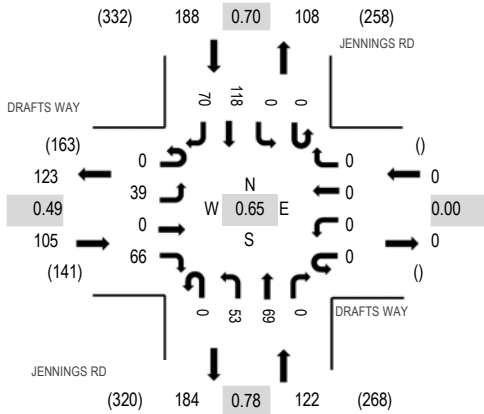 (332) 188 0.70 108 (258)
JENNINGS RD
70 118 0 0
DRAFTS WAY
(163) 0 0 ()
123 0
39 N 0
0.49 W 0.65 E 0.00
0 S 0
105 0
66 0
(141) ()
0 53 69 0
DRAFTS WAY
JENNINGS RD
(320) 184 0.78 122 (268)